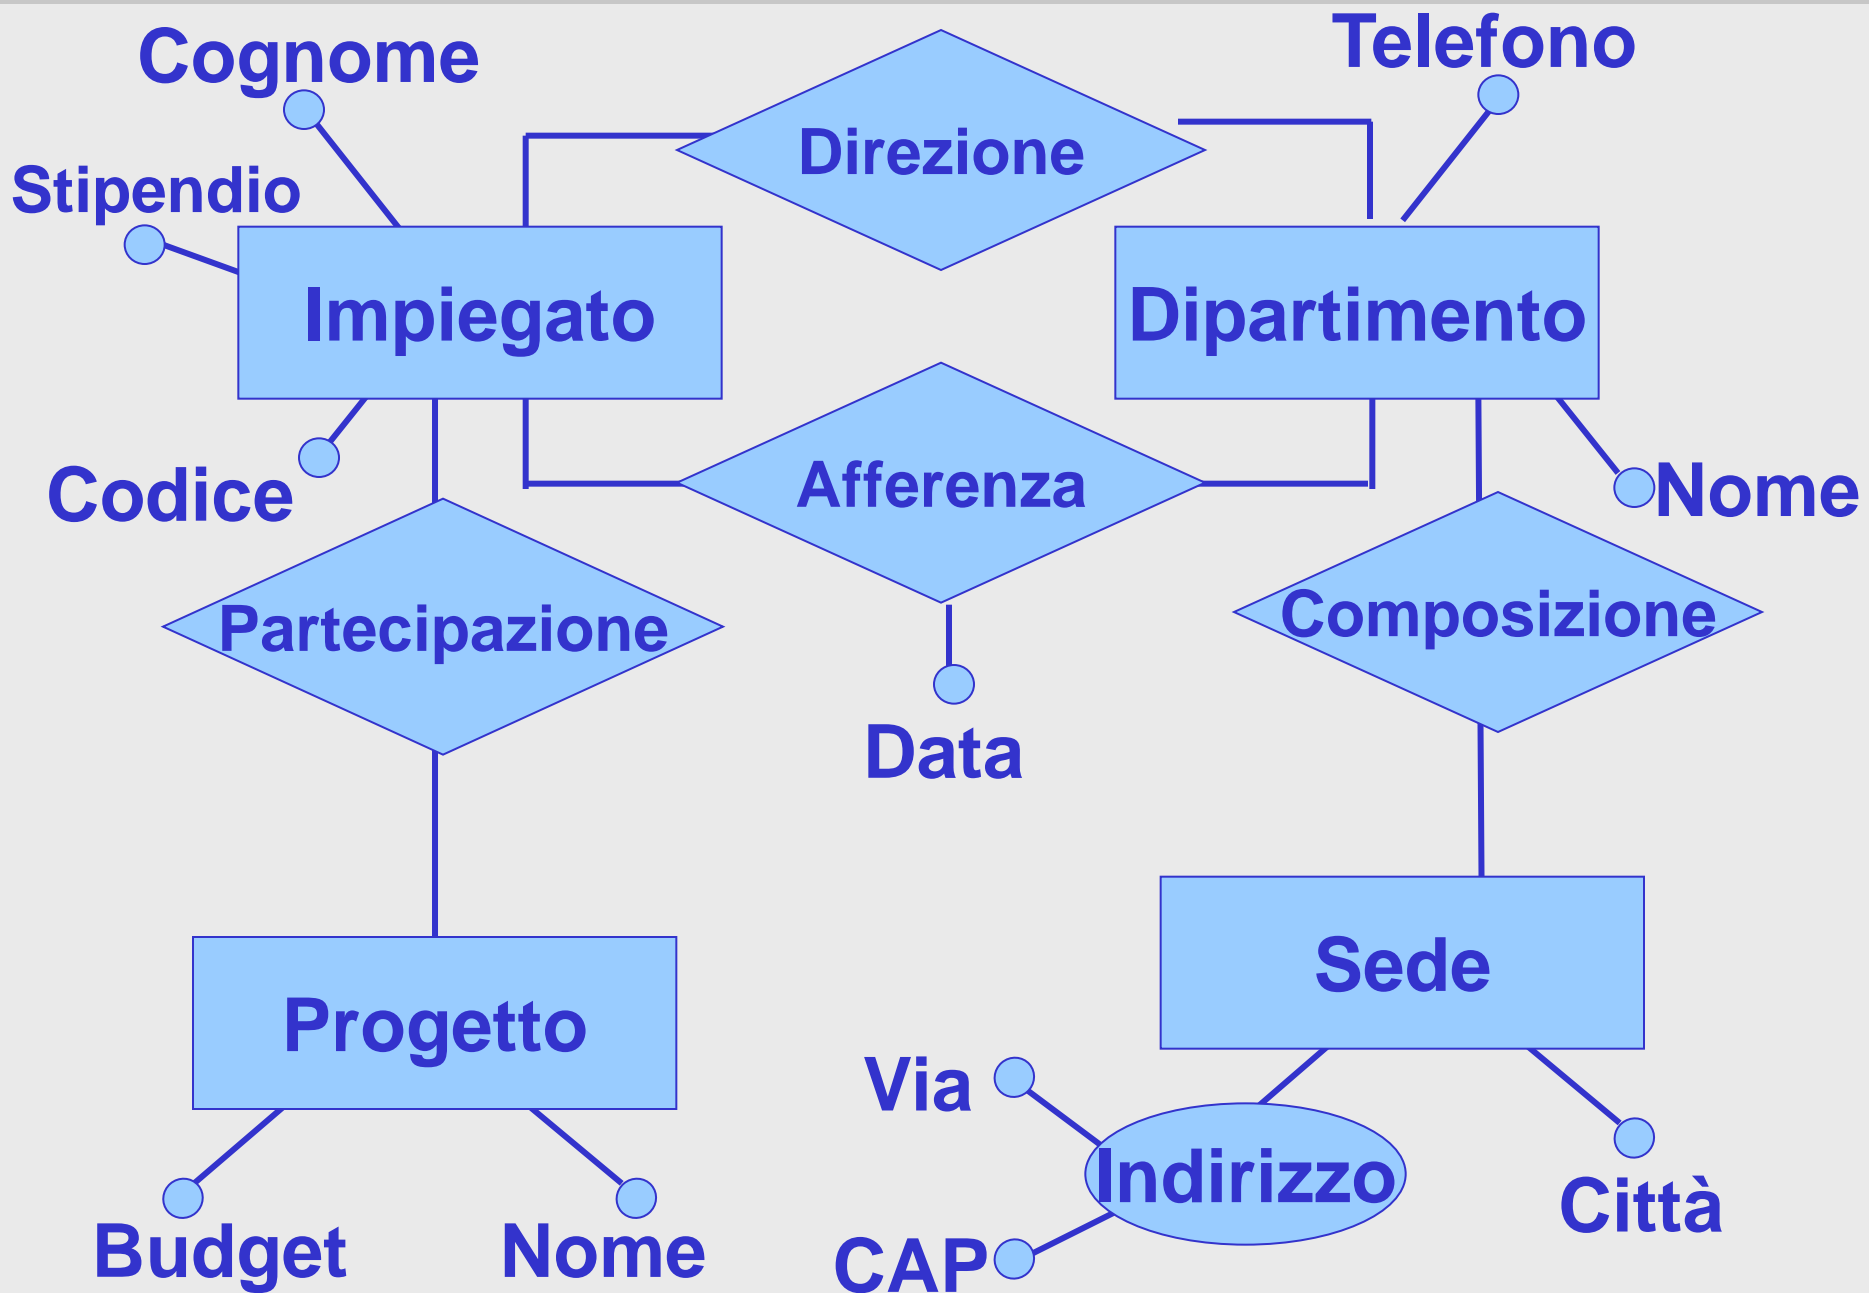 Cognome
Telefono
Direzione
Stipendio
Impiegato
Dipartimento
Codice
Afferenza
Nome
Partecipazione
Composizione
Data
Sede
Progetto
Via
Indirizzo
Città
Budget
Nome
CAP